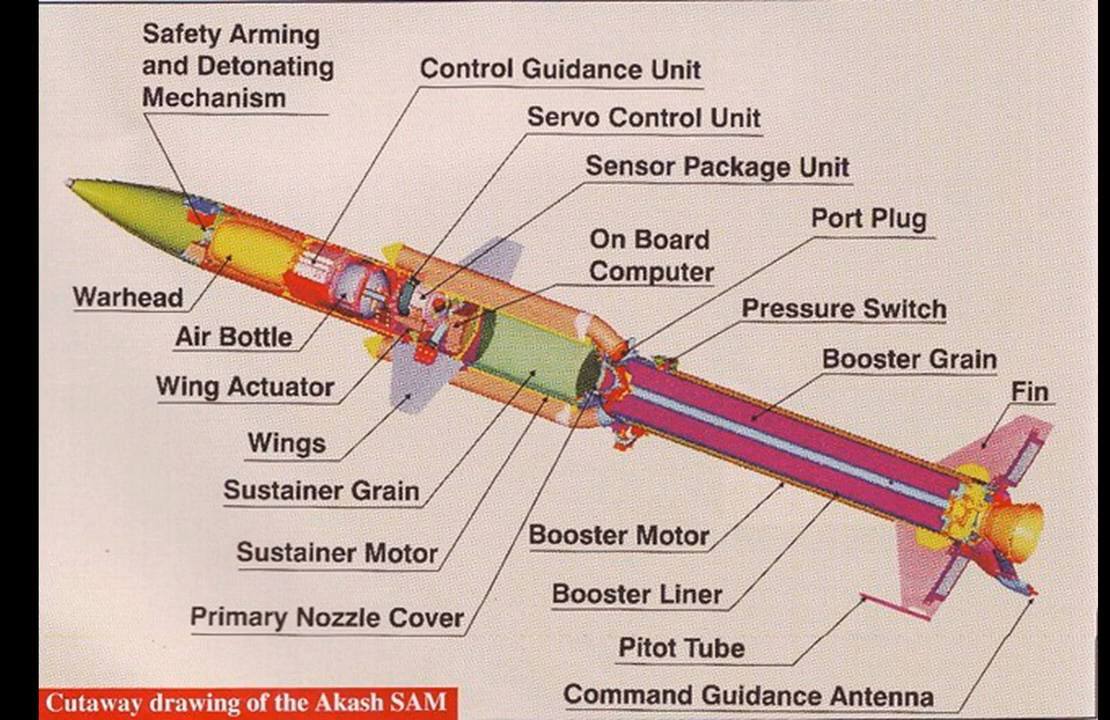 Safety Arming
and Detonating
Mechanism
Control Guidance Unit
Servo Control Unit
Sensor Package Unit
Port Plug
On Board
Computer
Warhead
Pressure Switch
Air Bottle
Booster Grain
Wing Actuator
Fin
Wings
Sustainer Grain
Booster Motor
Sustainer Motor
Booster Liner
Primary Nozzle Cover
Pitot Tube
Command Guidance Antenna
Cutaway drawing of the Akash SAM